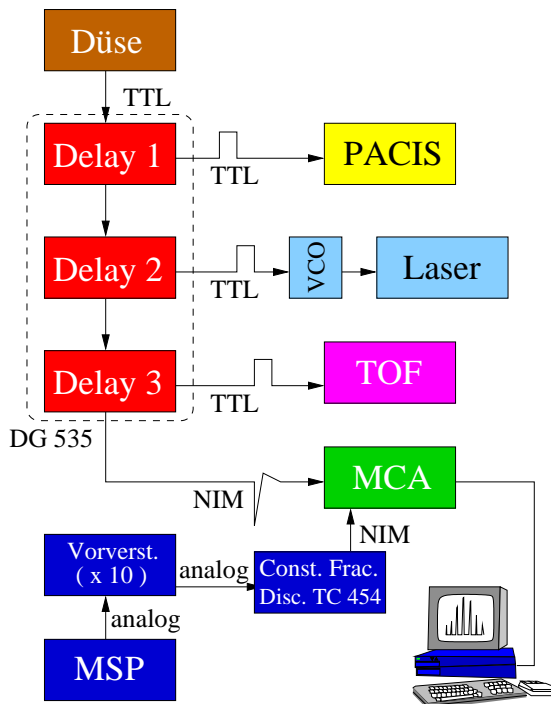 Düse
TTL
Delay 1
TTL
PACIS
Delay 2
TTL
VCO
Laser
Delay 3
TTL
TOF
DG 535
NIM
MCA
NIM
Vorverst.
( x 10 )
analog
Const. Frac.
Disc. TC 454
analog
MSP